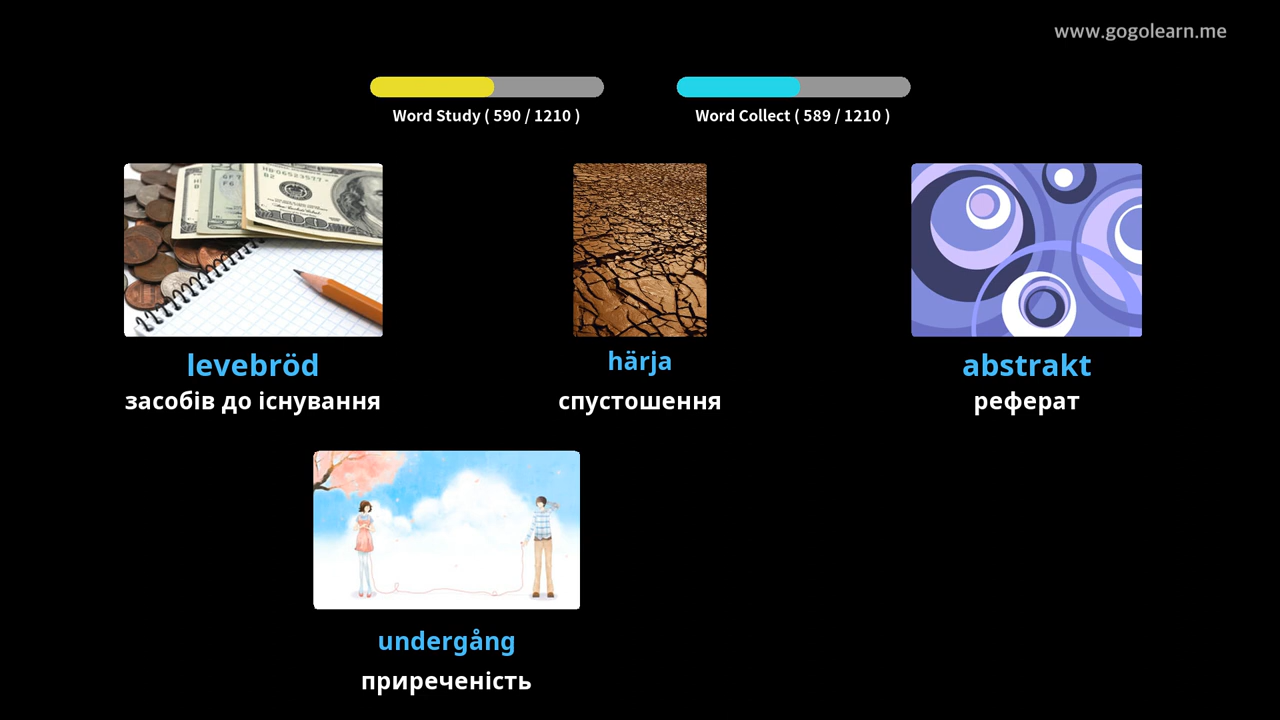 www.gogolearn.me
Word Study ( 590 / 1210 )
Word Collect ( 589 / 1210 )
levebröd
засобів до існування
härja
спустошення
abstrakt
реферат
undergång
приреченість